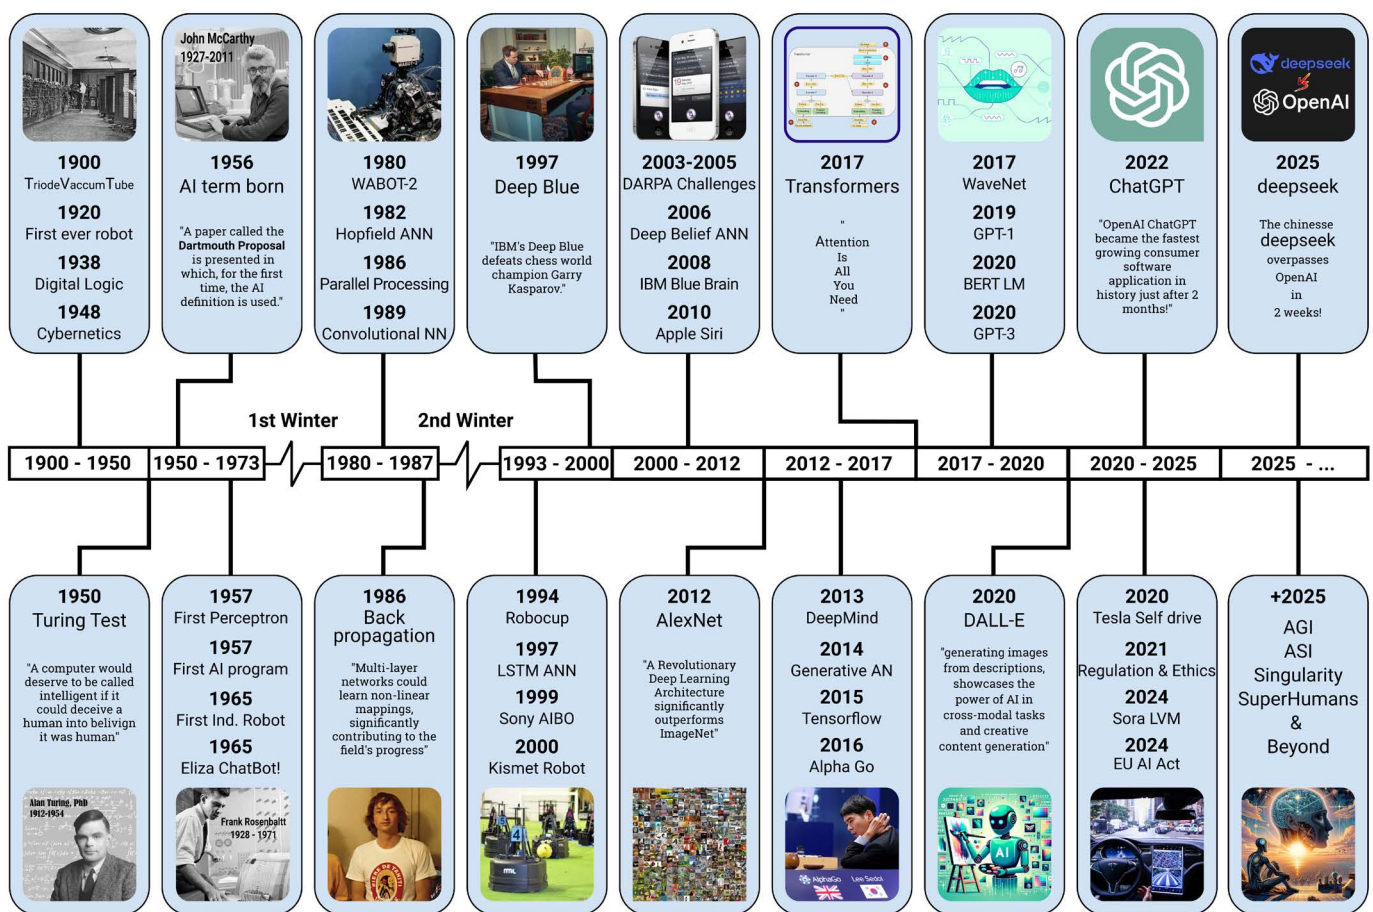 John McCarthy
1927-2011
1900
TriodeVaccumTube
1920
First ever robot
1938
Digital Logic
1948
Cybernetics
1956
AI term born
"A paper called the
Dartmouth Proposal
is presented in
which, for the first
time, the AI
definition is used."
1980
WABOT-2
1982
Hopfield ANN
1986
Parallel Processing
1989
Convolutional NN
1997
Deep Blue
"IBM's Deep Blue
defeats chess world
champion Garry
Kasparov."
2003-2005
DARPA Challenges
2006
Deep Belief ANN
2008
IBM Blue Brain
2010
Apple Siri
2017
Transformers
"
Attention
Is
All
You
Need
"
2017
WaveNet
2019
GPT-1
2020
BERT LM
2020
GPT-3
2022
ChatGPT
"OpenAI ChatGPT
became the fastest
growing consumer
software
application in
history just after 2
months!"
deepseek
VS
OpenAI
2025
deepseek
The chinesse
deepseek
overpasses
OpenAI
in
2 weeks!
1st Winter
2nd Winter
1900 - 1950
1950 - 1973
1980 - 1987
1993 - 2000
2000 - 2012
2012 - 2017
2017 - 2020
2020 - 2025
2025 - ...
1950
Turing Test
"A computer would
deserve to be called
intelligent if it
could deceive a
human into belivign
it was human"
Alan Turing, PhD
1912-1954
1957
First Perceptron
1957
First AI program
1965
First Ind. Robot
1965
Eliza ChatBot!
Frank Rosenbaltt
1928 - 1971
1986
Back
propagation
"Multi-layer
networks could
learn non-linear
mappings,
significantly
contributing to the
field's progress"
1994
Robocup
1997
LSTM ANN
1999
Sony AIBO
2000
Kismet Robot
4
2012
AlexNet
"A Revolutionary
Deep Learning
Architecture
significantly
outperforms
ImageNet"
2013
DeepMind
2014
Generative AN
2015
Tensorflow
2016
Alpha Go
AlphaGo
Lee Sedol
2020
DALL-E
"generating images
from descriptions,
showcases the
power of AI in
cross-modal tasks
and creative
content generation"
AI
2020
Tesla Self drive
2021
Regulation & Ethics
2024
Sora LVM
2024
EU AI Act
+2025
AGI
ASI
Singularity
SuperHumans
&
Beyond